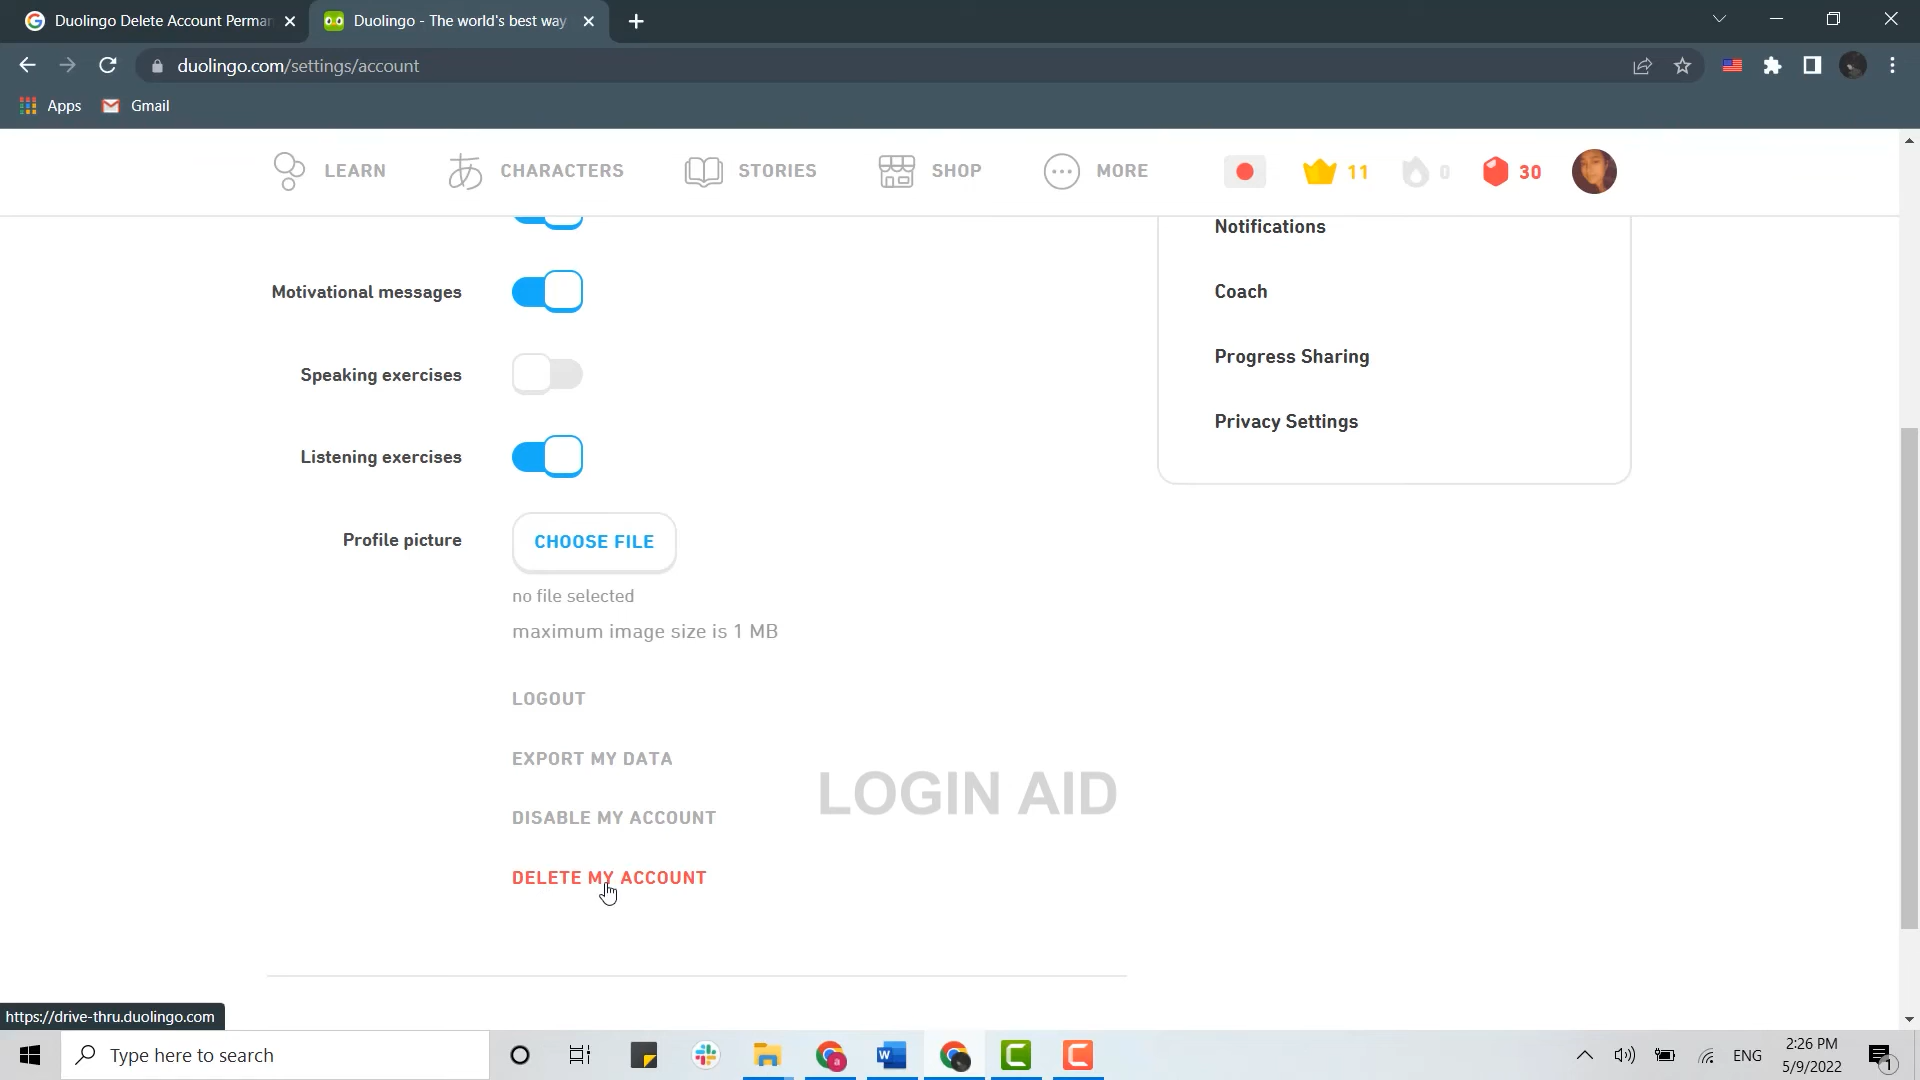 Duolingo Delete Account Perman
Duolingo - The world's best way
duolingo.com/settings/account
Apps
Gmail
LEARN
あ
CHARACTERS
STORIES
SHOP
MORE
11
0
30
Notifications
Motivational messages
Coach
Speaking exercises
Progress Sharing
Privacy Settings
Listening exercises
Profile picture
CHOOSE FILE
no file selected
maximum image size is 1 MB
LOGOUT
EXPORT MY DATA
LOGIN AID
DISABLE MY ACCOUNT
DELETE MY ACCOUNT
https://drive-thru.duolingo.com
Type here to search
ENG
2:26 PM
5/9/2022
1